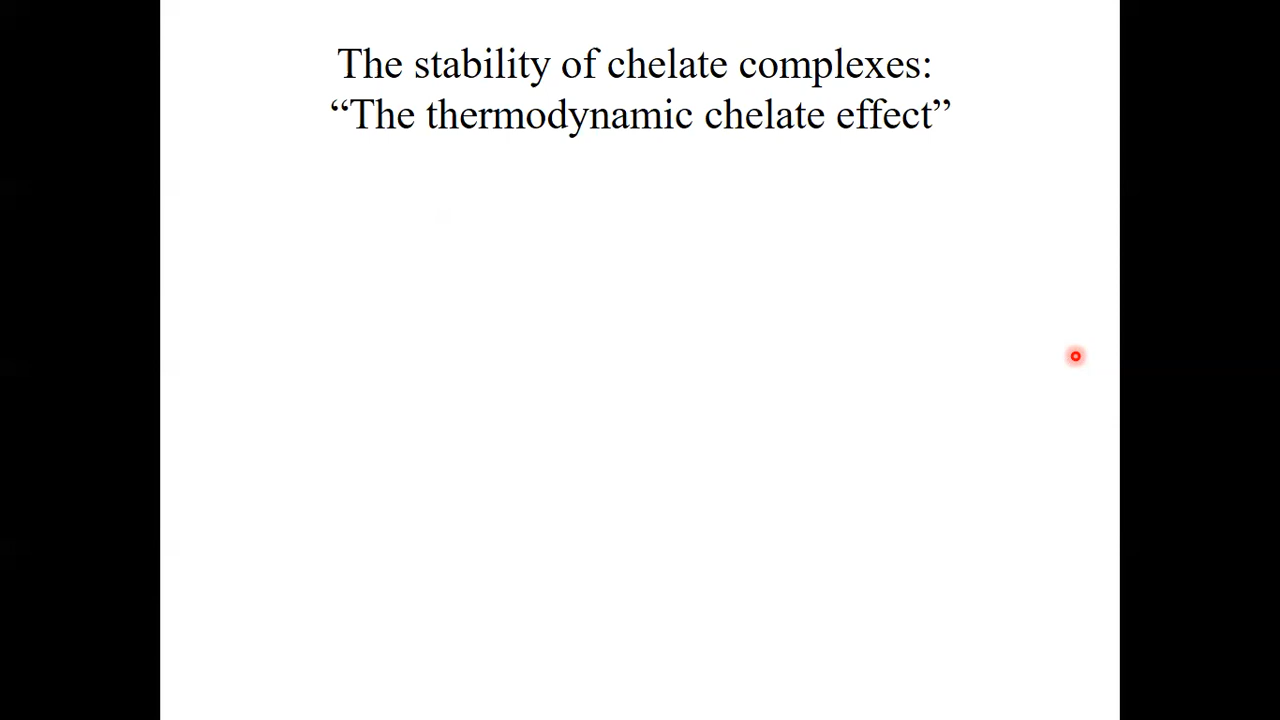 The stability of chelate complexes:
“The thermodynamic chelate effect”